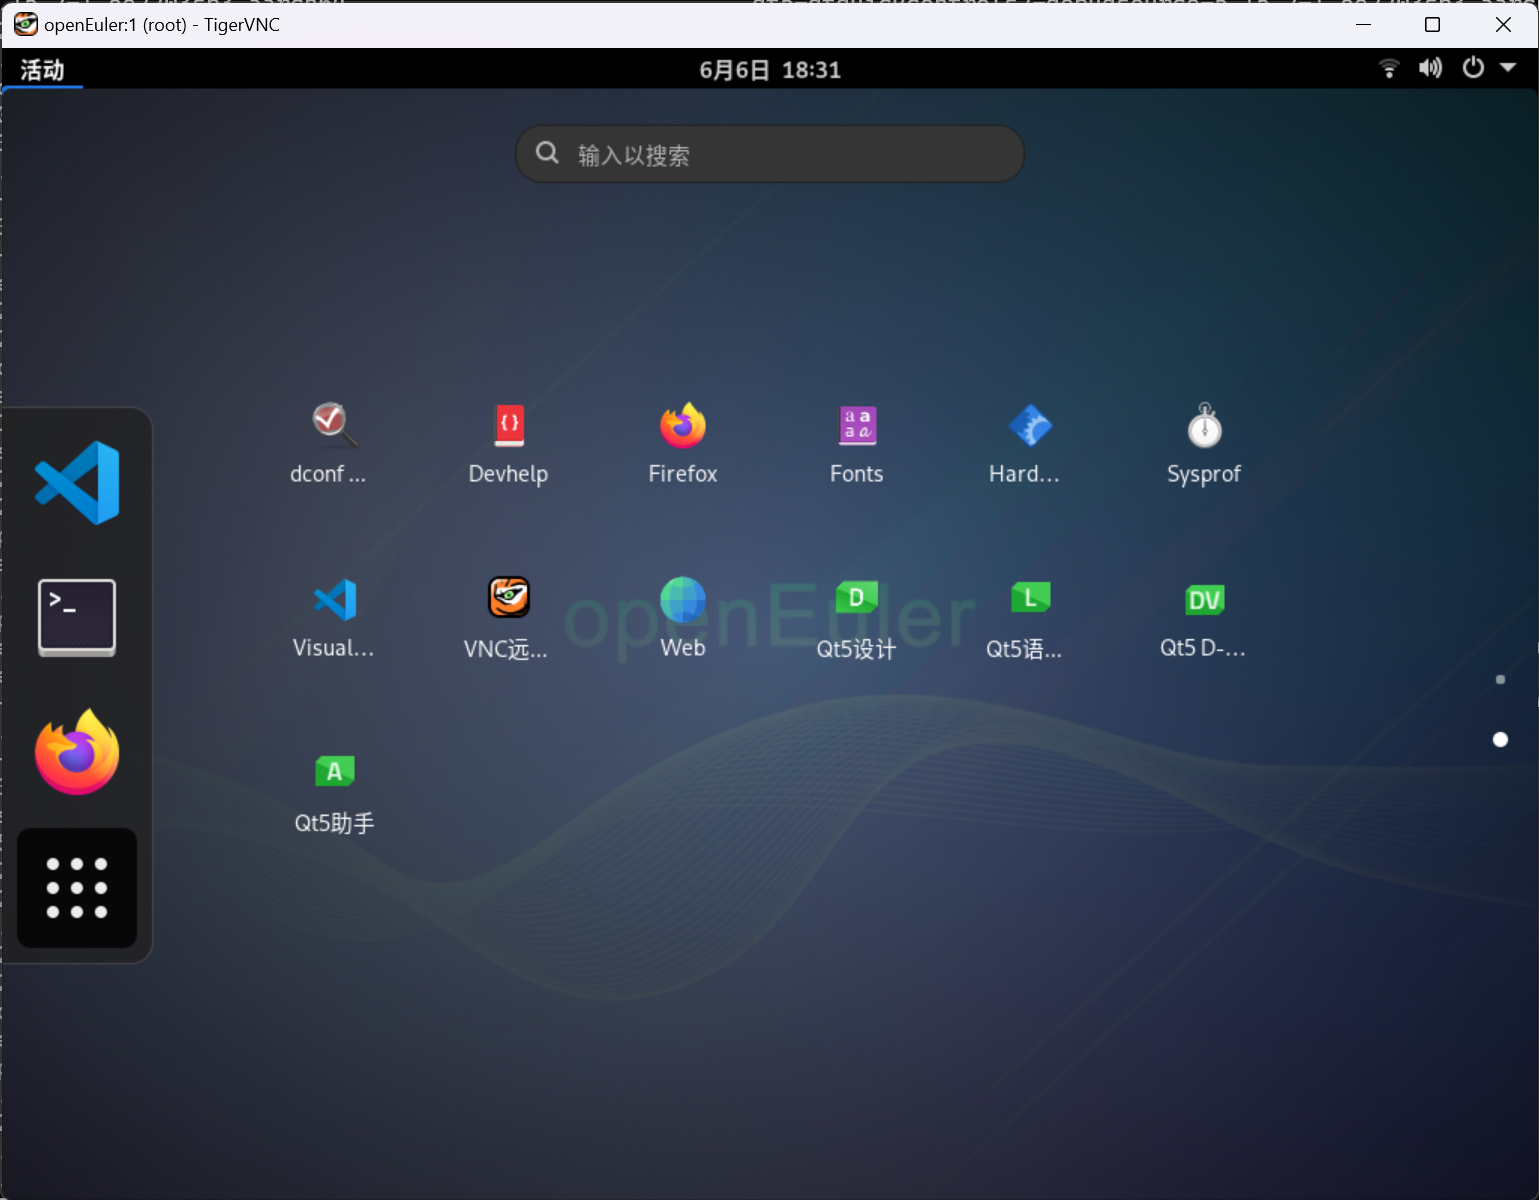 openEuler:1 (root) - TigerVNC
活动
6月6日 18:31
输入以搜索
dconf ...
Devhelp
Firefox
Fonts
Hard...
Sysprof
openEuler
Visual...
VNC远...
Web
Qt5设计
Qt5语...
Qt5 D-...
Qt5助手